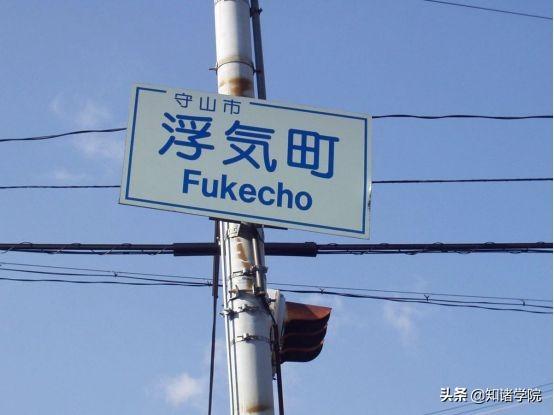 守山市
浮気町
Fukecho
头条 @知诸学院